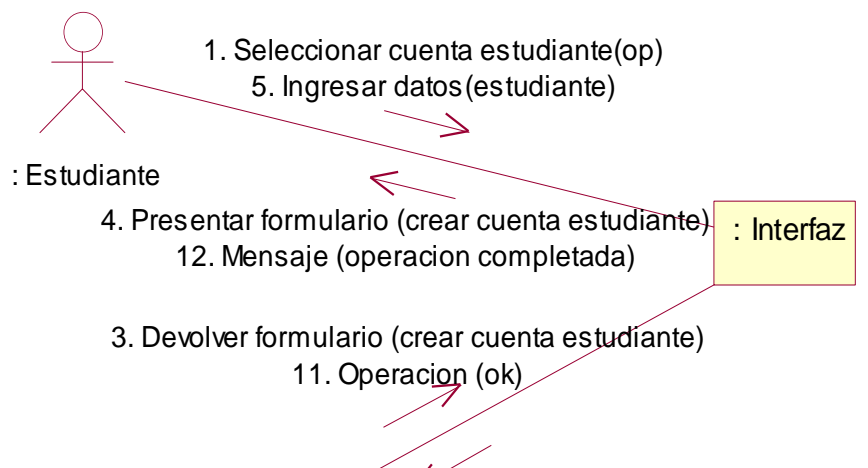 1. Seleccionar cuenta estudiante(op)
5. Ingresar datos(estudiante)
: Estudiante
4. Presentar formulario (crear cuenta estudiante)
12. Mensaje (operacion completada)
: Interfaz
3. Devolver formulario (crear cuenta estudiante)
11. Operacion (ok)